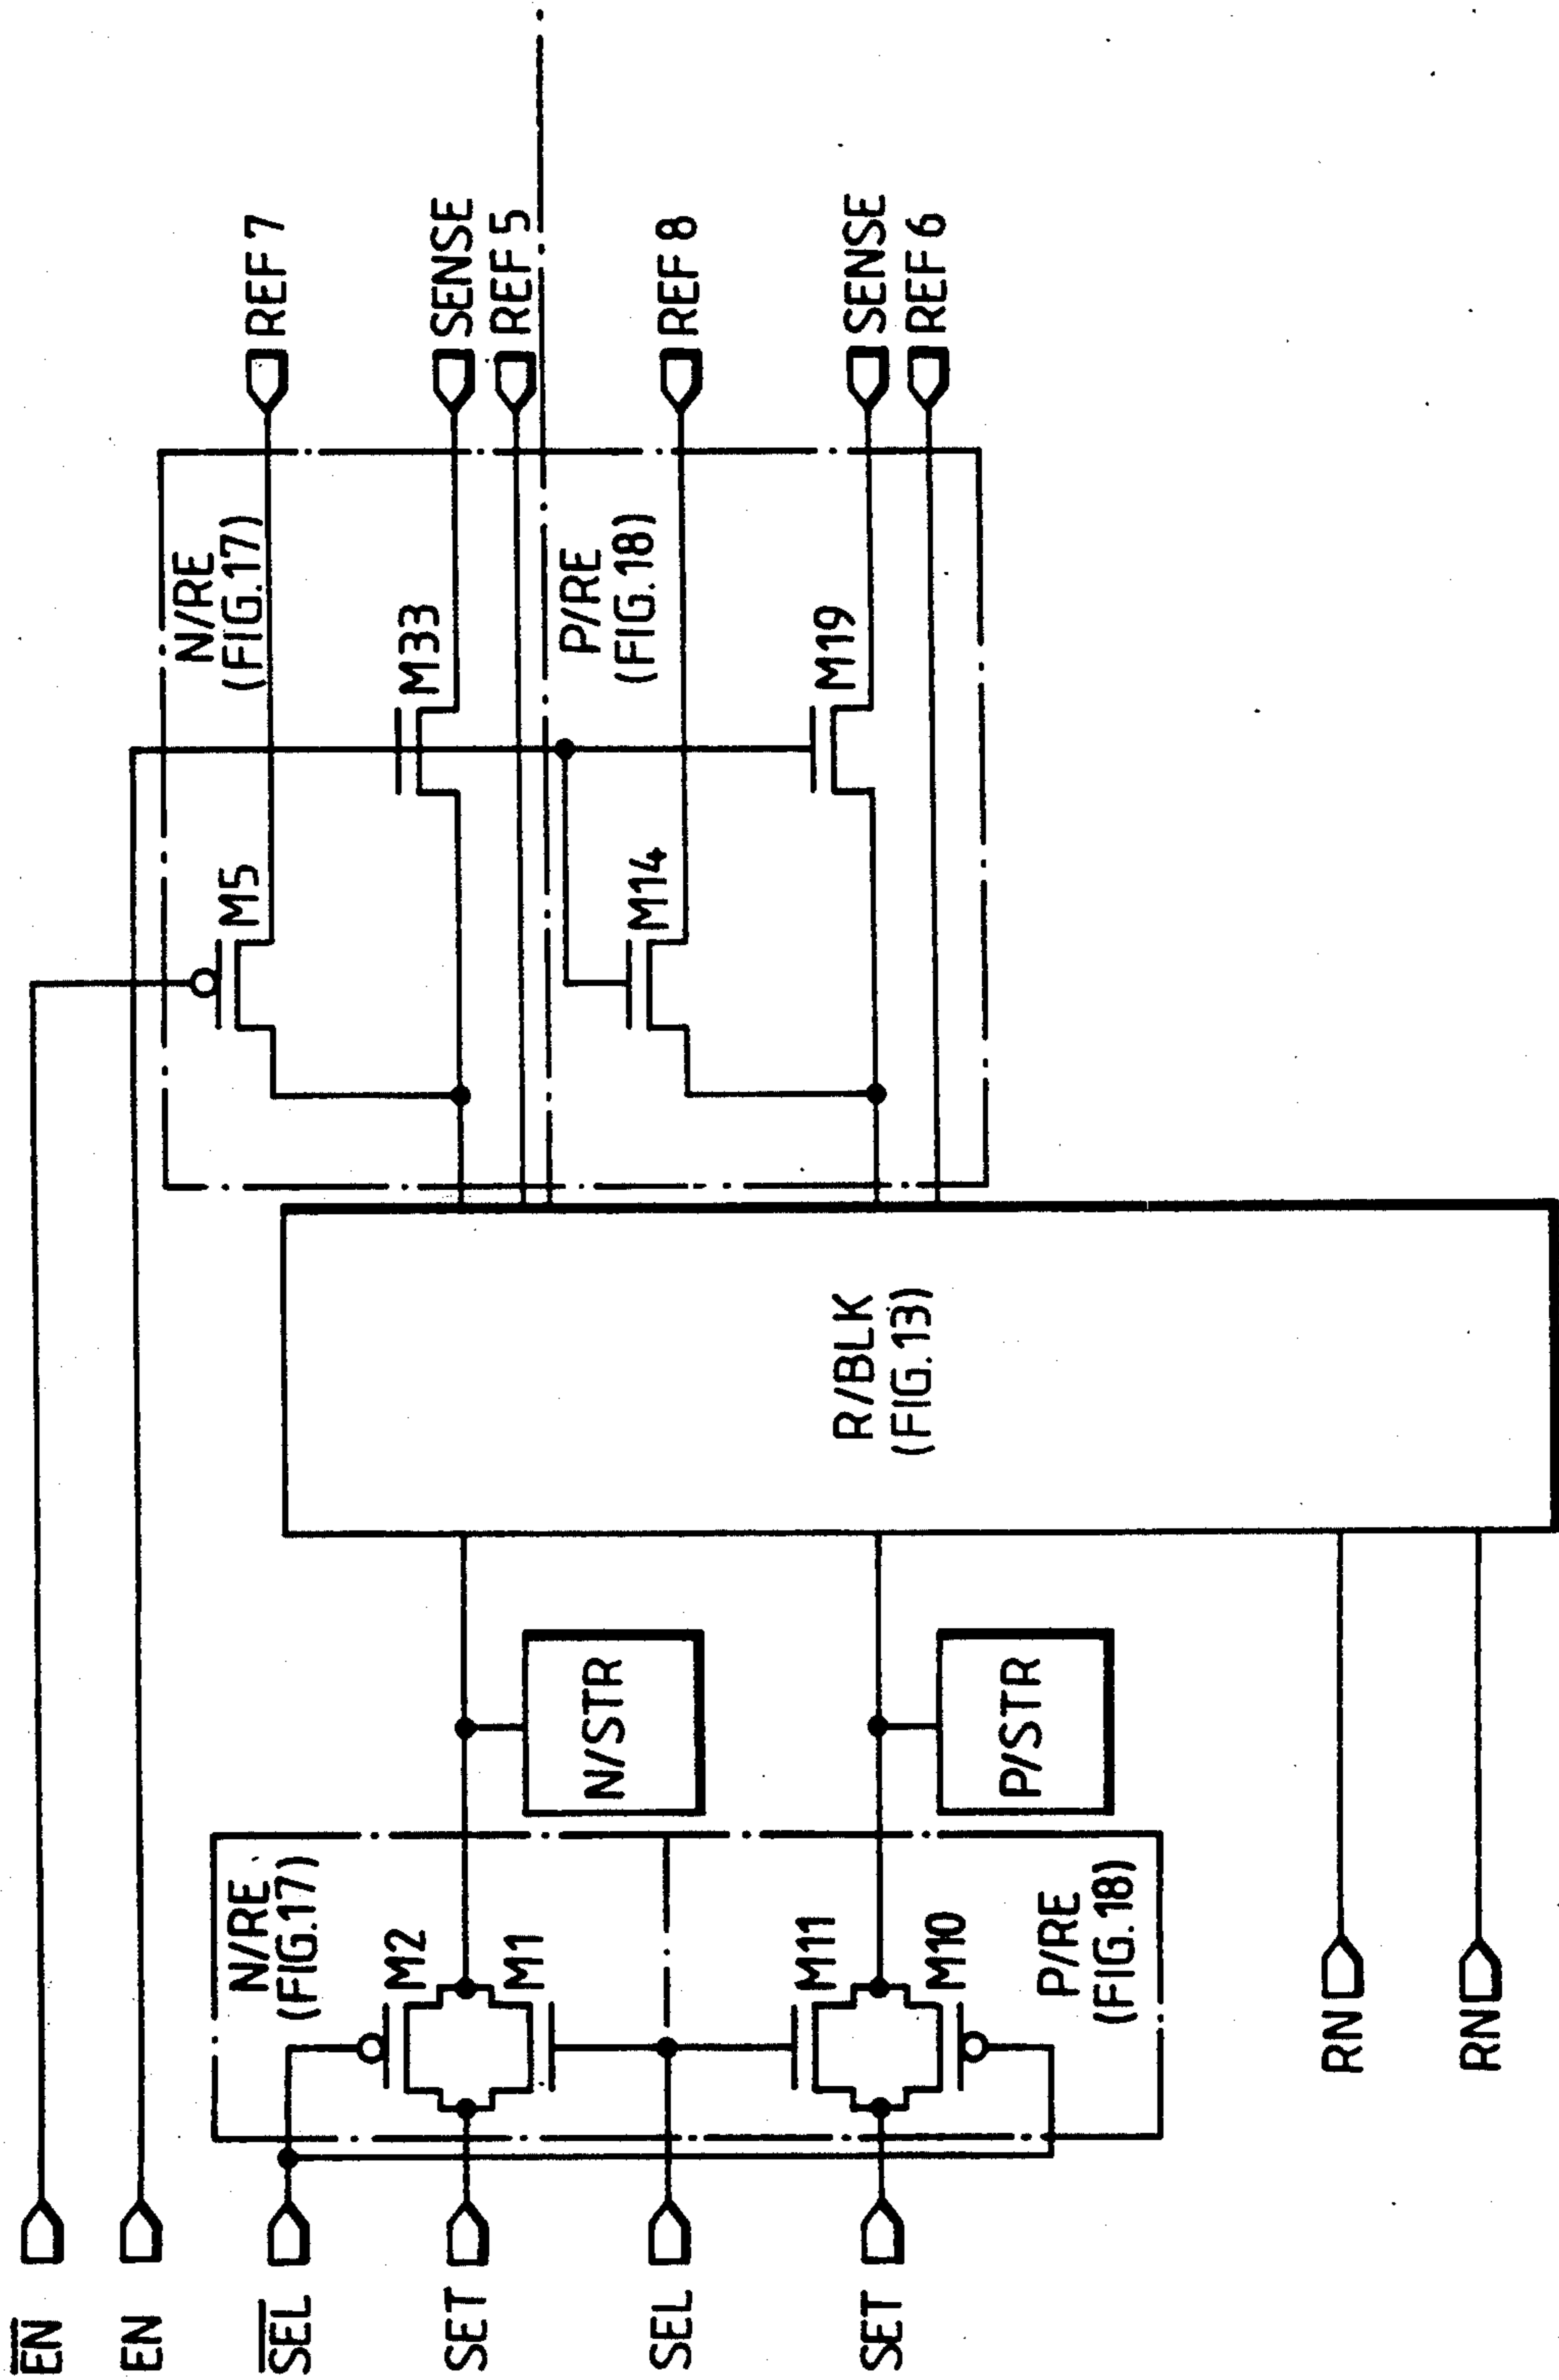 E̅N̅
EN
S̅E̅L̅
SET
SEL
SET
N/RE
(FIG.17)
M2
M1
M11
M10
P/RE
(FIG.18)
RN
RN
N/STR
P/STR
R/BLK
(FIG.13)
M5
N/RE
(FIG.17)
M33
M14
P/RE
(FIG.18)
M19
REF 7
SENSE
REF 5
REF 8
SENSE
REF 6